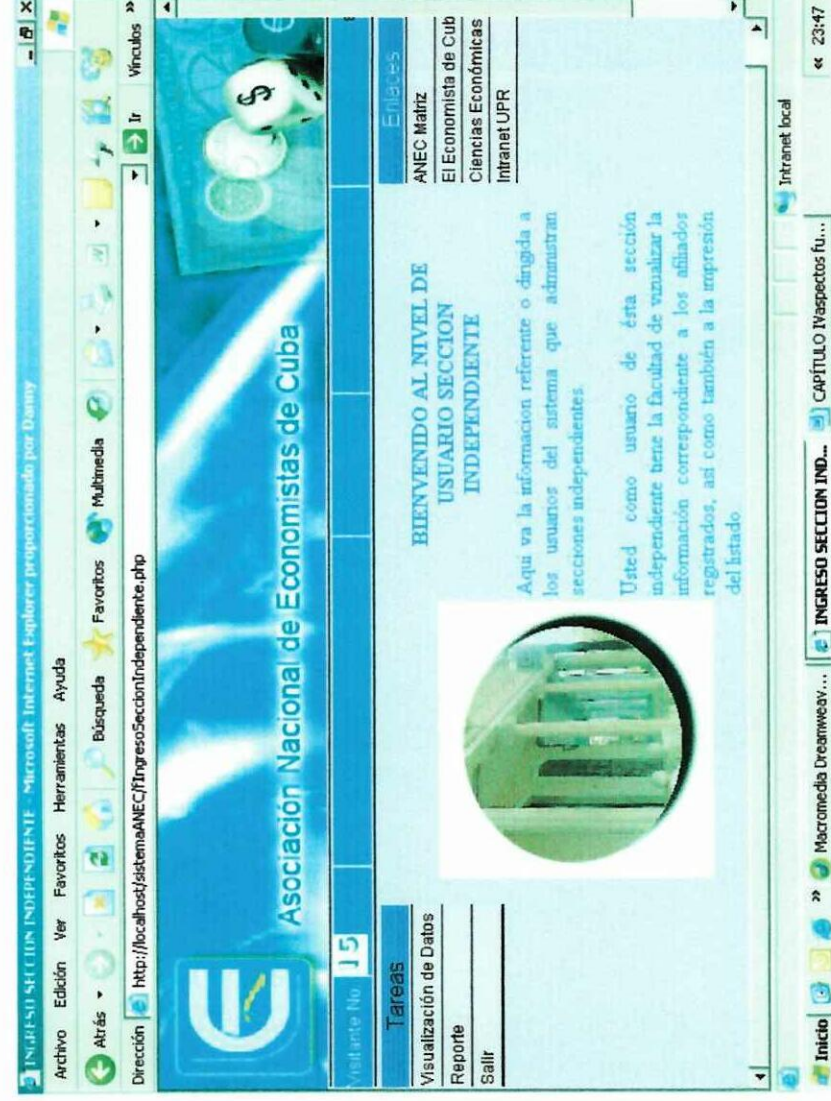 INGRESO SECCION INDEPENDIENTE - Microsoft Internet Explorer proporcionado por Danny
Archivo Edición Ver Favoritos Herramientas Ayuda
Atrás Búsqueda Favoritos Multimedia
Dirección http://localhost/sistemaANEC/fIngresoSeccionIndependiente.php Ir Vínculos »
Asociación Nacional de Economistas de Cuba
$
Visitante No 15
Tareas
Visualización de Datos
Reporte
Salir
BIENVENIDO AL NIVEL DE
USUARIO SECCION
INDEPENDIENTE
Aqui va la informacion referente o dirigida a
los usuarios del sistema que administran
secciones independientes.
Usted como usuario de ésta sección
independiente tiene la facultad de vizualizar la
información correspondiente a los afiliados
registrados, así como también a la impresión
del listado
Enlaces
ANEC Matriz
El Economista de Cub
Ciencias Económicas
Intranet UPR
Intranet local
Inicio » Macromedia Dreamweav... INGRESO SECCION IND... CAPÍTULO IVaspectos fu... « 23:47